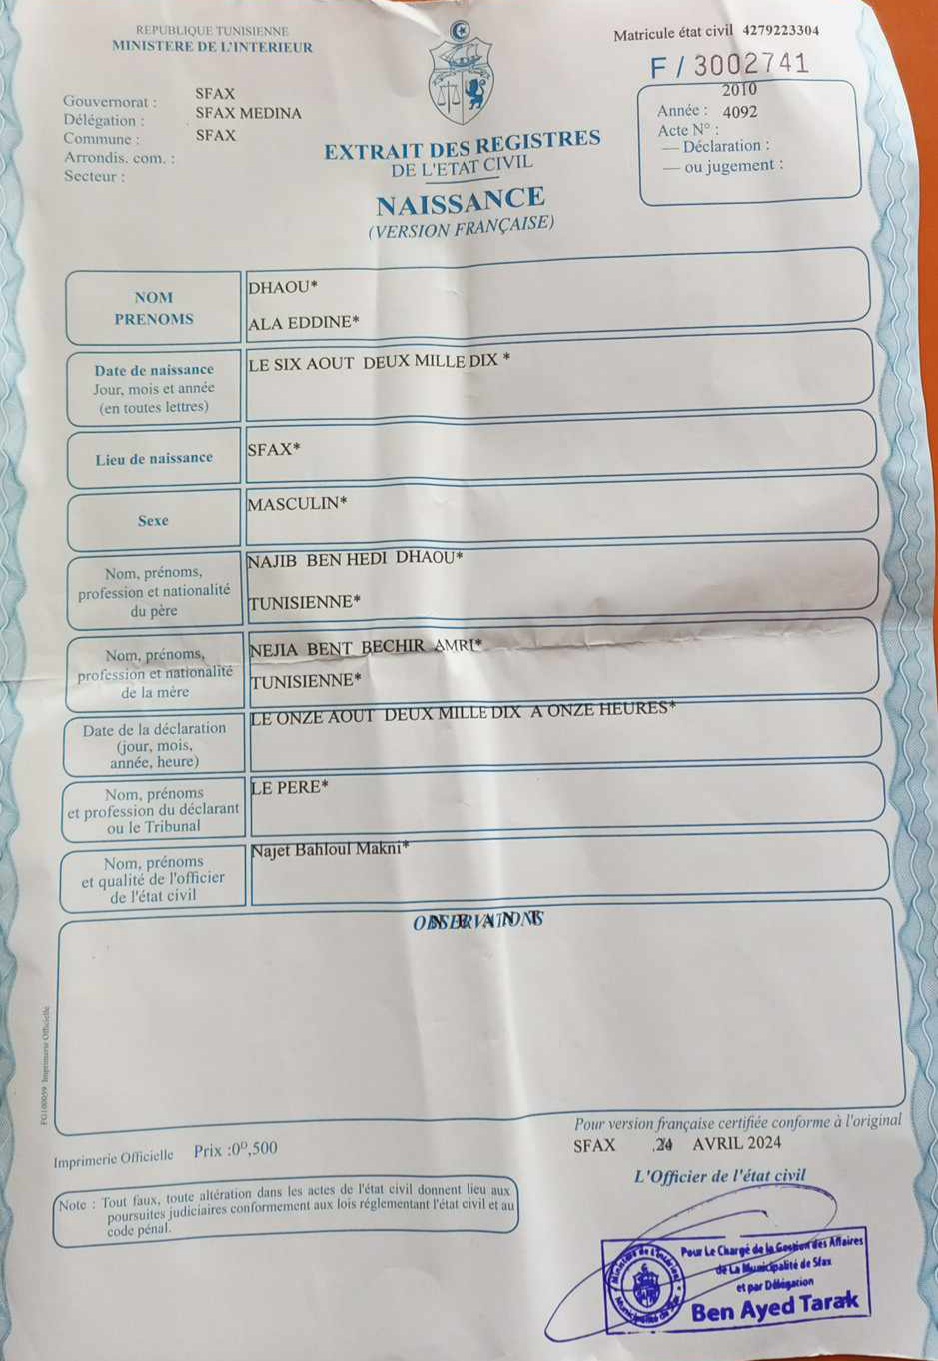 REPUBLIQUE TUNISIENNE
MINISTERE DE L'INTERIEUR
Matricule état civil 4279223304
F / 3002741
Gouvernorat : SFAX
Délégation : SFAX MEDINA
Commune : SFAX
Arrondis. com. :
Secteur :
2010
Année : 4092
Acte N° :
— Déclaration :
— ou jugement :
EXTRAIT DES REGISTRES
DE L'ETAT CIVIL
NAISSANCE
(VERSION FRANÇAISE)
NOM
PRENOMS
DHAOU*
ALA EDDINE*
Date de naissance
Jour, mois et année
(en toutes lettres)
LE SIX AOUT DEUX MILLE DIX *
Lieu de naissance
SFAX*
Sexe
MASCULIN*
Nom, prénoms,
profession et nationalité
du père
NAJIB BEN HEDI DHAOU*
TUNISIENNE*
Nom, prénoms,
profession et nationalité
de la mère
NEJIA BENT BECHIR AMRI*
TUNISIENNE*
Date de la déclaration
(jour, mois,
année, heure)
LE ONZE AOUT DEUX MILLE DIX A ONZE HEURES*
Nom, prénoms
et profession du déclarant
ou le Tribunal
LE PERE*
Nom, prénoms
et qualité de l'officier
de l'état civil
Najet Bahloul Makni*
OBSERVATIONS
N E A N T
FG100059 Imprimerie Officielle
Imprimerie Officielle Prix :0ᴰ,500
Note : Tout faux, toute altération dans les actes de l'état civil donnent lieu aux
poursuites judiciaires conformement aux lois réglementant l'état civil et au
code pénal.
Pour version française certifiée conforme à l'original
SFAX AVRIL 2024
L'Officier de l'état civil
Pour Le Chargé de la Gestion des Affaires
de La Municipalité de Sfax
et par Délégation
Ben Ayed Tarak